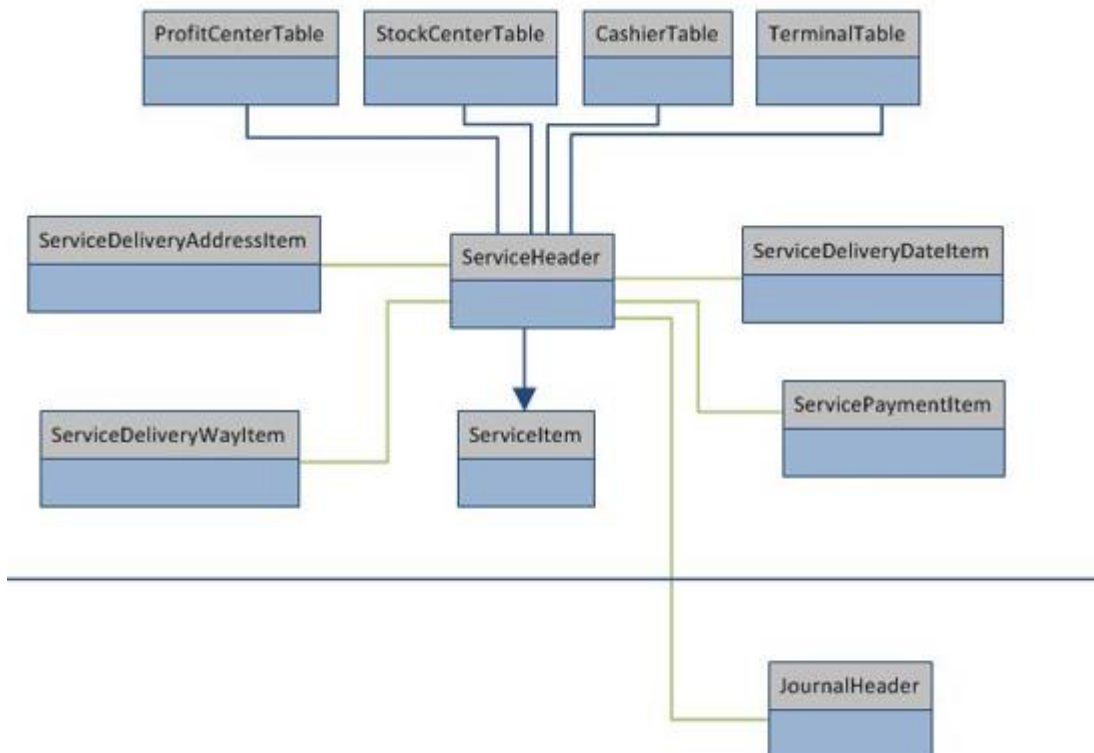 ProfitCenterTable
StockCenterTable
CashierTable
TerminalTable
ServiceDeliveryAddressItem
ServiceHeader
ServiceDeliveryDateItem
ServiceDeliveryWayItem
ServiceItem
ServicePaymentItem
JournalHeader